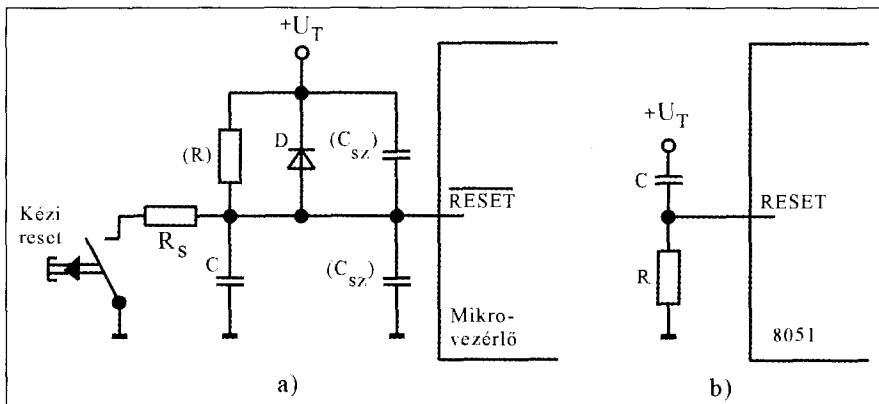 +U_T
(R)
D
(C_sz)
RESET
Kézi
reset
R_s
C
(C_sz)
Mikro-
vezérlő
a)
+U_T
C
RESET
R
8051
b)